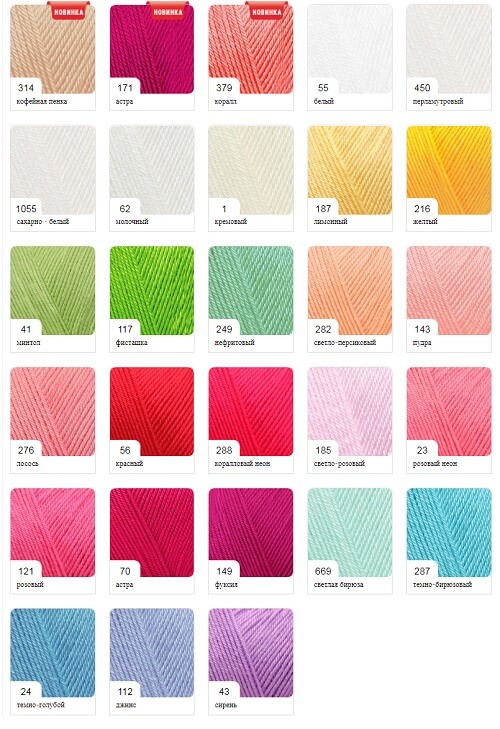 НОВИНКА НОВИНКА НОВИНКА
314 171 379 55 450
кофейная пенка астра коралл белый перламутровый
1055 62 1 187 216
сахарно - белый молочный кремовый лимонный желтый
41 117 249 282 143
минтол фисташка нефритовый светло-персиковый пудра
276 56 288 185 23
лосось красный коралловый неон светло-розовый розовый неон
121 70 149 669 287
розовый астра фуксия светлая бирюза темно-бирюзовый
24 112 43
темно-голубой джинс сирень